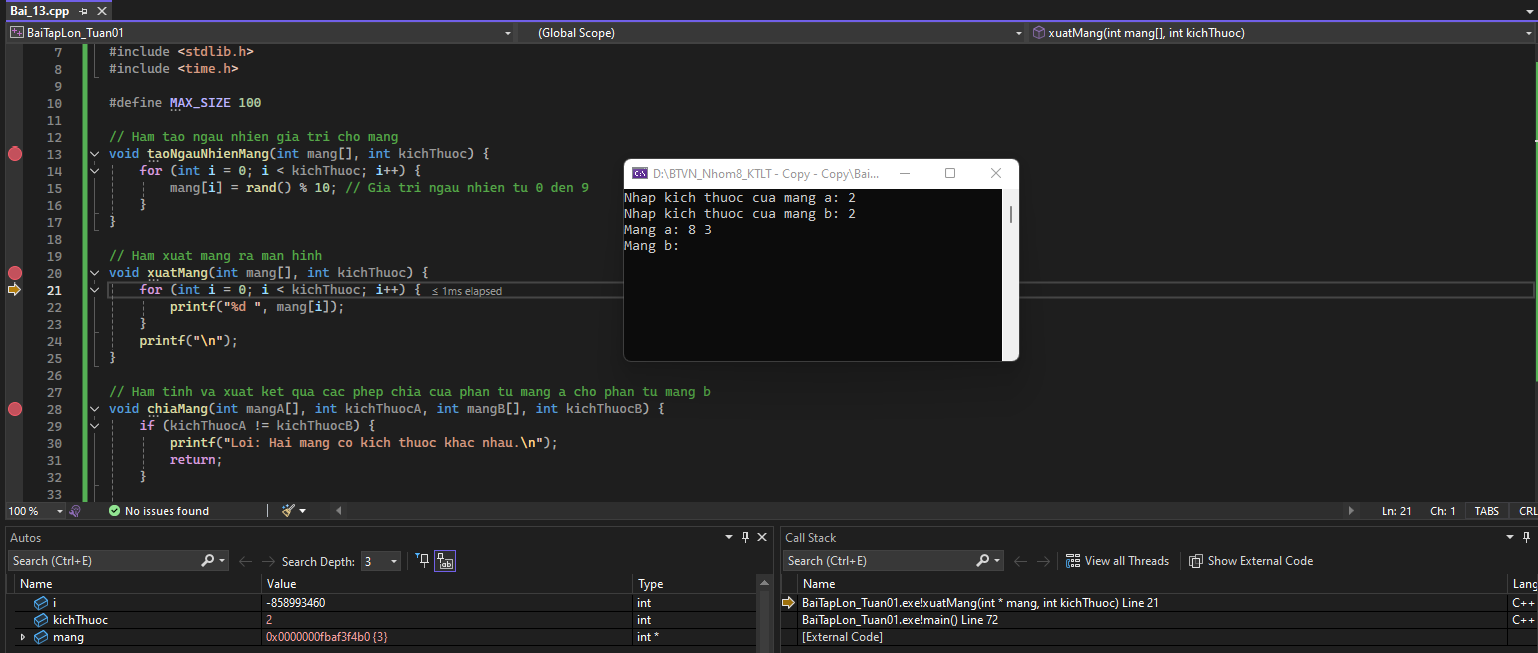 Bai_13.cpp
BaiTapLon_Tuan01 (Global Scope) xuatMang(int mang[], int kichThuoc)
7 #include <stdlib.h>
8 #include <time.h>
9
10 #define MAX_SIZE 100
11
12 // Ham tao ngau nhien gia tri cho mang
13 void taoNgauNhienMang(int mang[], int kichThuoc) {
14 for (int i = 0; i < kichThuoc; i++) {
15 mang[i] = rand() % 10; // Gia tri ngau nhien tu 0 den 9
16 }
17 }
18
19 // Ham xuat mang ra man hinh
20 void xuatMang(int mang[], int kichThuoc) {
21 for (int i = 0; i < kichThuoc; i++) { ≤ 1ms elapsed
22 printf("%d ", mang[i]);
23 }
24 printf("\n");
25 }
26
27 // Ham tinh va xuat ket qua cac phep chia cua phan tu mang a cho phan tu mang b
28 void chiaMang(int mangA[], int kichThuocA, int mangB[], int kichThuocB) {
29 if (kichThuocA != kichThuocB) {
30 printf("Loi: Hai mang co kich thuoc khac nhau.\n");
31 return;
32 }
33
D:\BTVN_Nhom8_KTLT - Copy - Copy\Bai...
Nhap kich thuoc cua mang a: 2
Nhap kich thuoc cua mang b: 2
Mang a: 8 3
Mang b:
100 % No issues found Ln: 21 Ch: 1 TABS CRL
Autos
Search (Ctrl+E) Search Depth: 3
Name Value Type
i -858993460 int
kichThuoc 2 int
mang 0x0000000fbaf3f4b0 {3} int *
Call Stack
Search (Ctrl+E) View all Threads Show External Code
Name Lang
BaiTapLon_Tuan01.exe!xuatMang(int * mang, int kichThuoc) Line 21 C++
BaiTapLon_Tuan01.exe!main() Line 72 C++
[External Code]